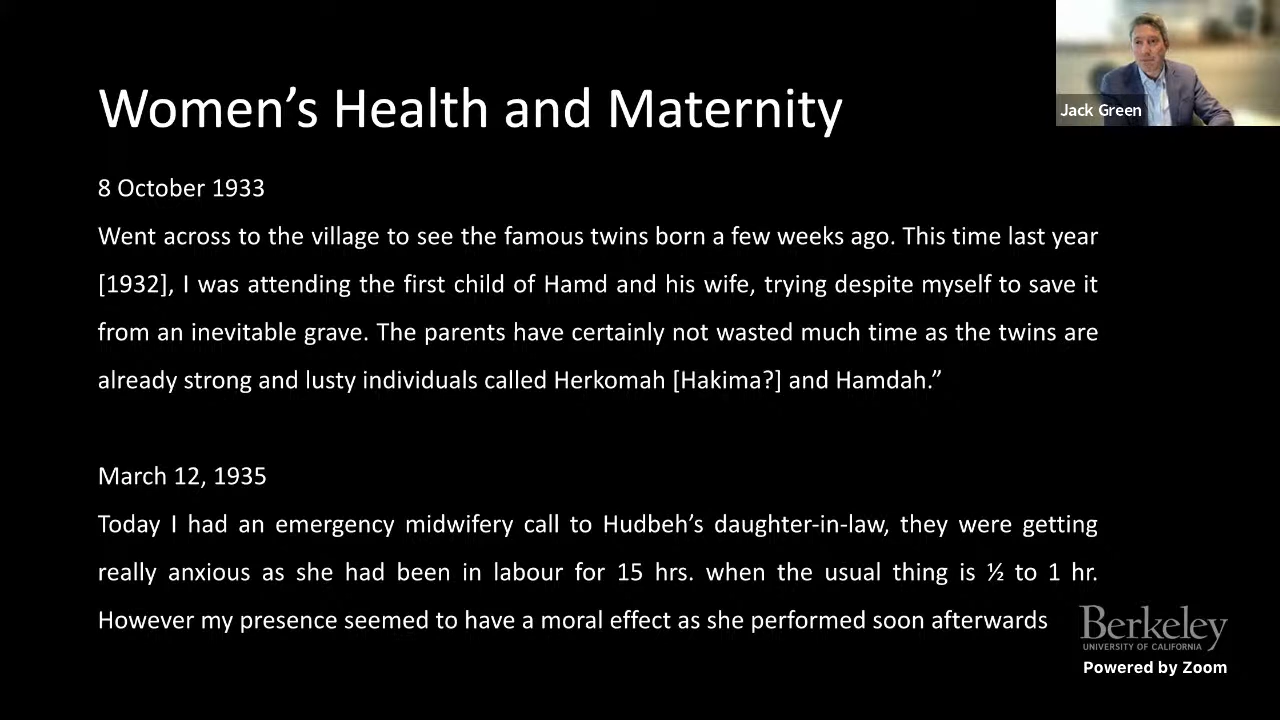 Jack Green
Women's Health and Maternity
8 October 1933
Went across to the village to see the famous twins born a few weeks ago. This time last year
[1932], I was attending the first child of Hamd and his wife, trying despite myself to save it
from an inevitable grave. The parents have certainly not wasted much time as the twins are
already strong and lusty individuals called Herkomah [Hakima?] and Hamdah.”
March 12, 1935
Today I had an emergency midwifery call to Hudbeh’s daughter-in-law, they were getting
really anxious as she had been in labour for 15 hrs. when the usual thing is ½ to 1 hr.
However my presence seemed to have a moral effect as she performed soon afterwards
Berkeley
UNIVERSITY OF CALIFORNIA
Powered by Zoom